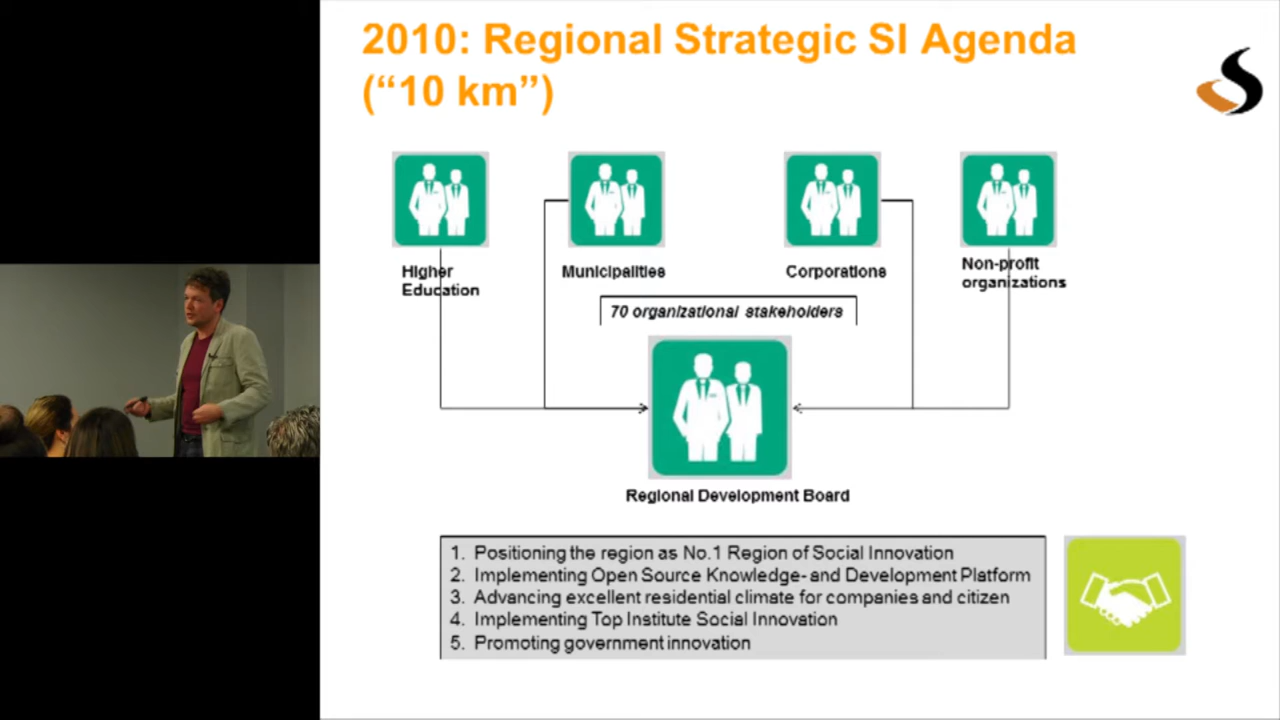 2010: Regional Strategic SI Agenda
(“10 km”)
Higher
Education
Municipalities
Corporations
Non-profit
organizations
70 organizational stakeholders
Regional Development Board
1. Positioning the region as No.1 Region of Social Innovation
2. Implementing Open Source Knowledge- and Development Platform
3. Advancing excellent residential climate for companies and citizen
4. Implementing Top Institute Social Innovation
5. Promoting government innovation